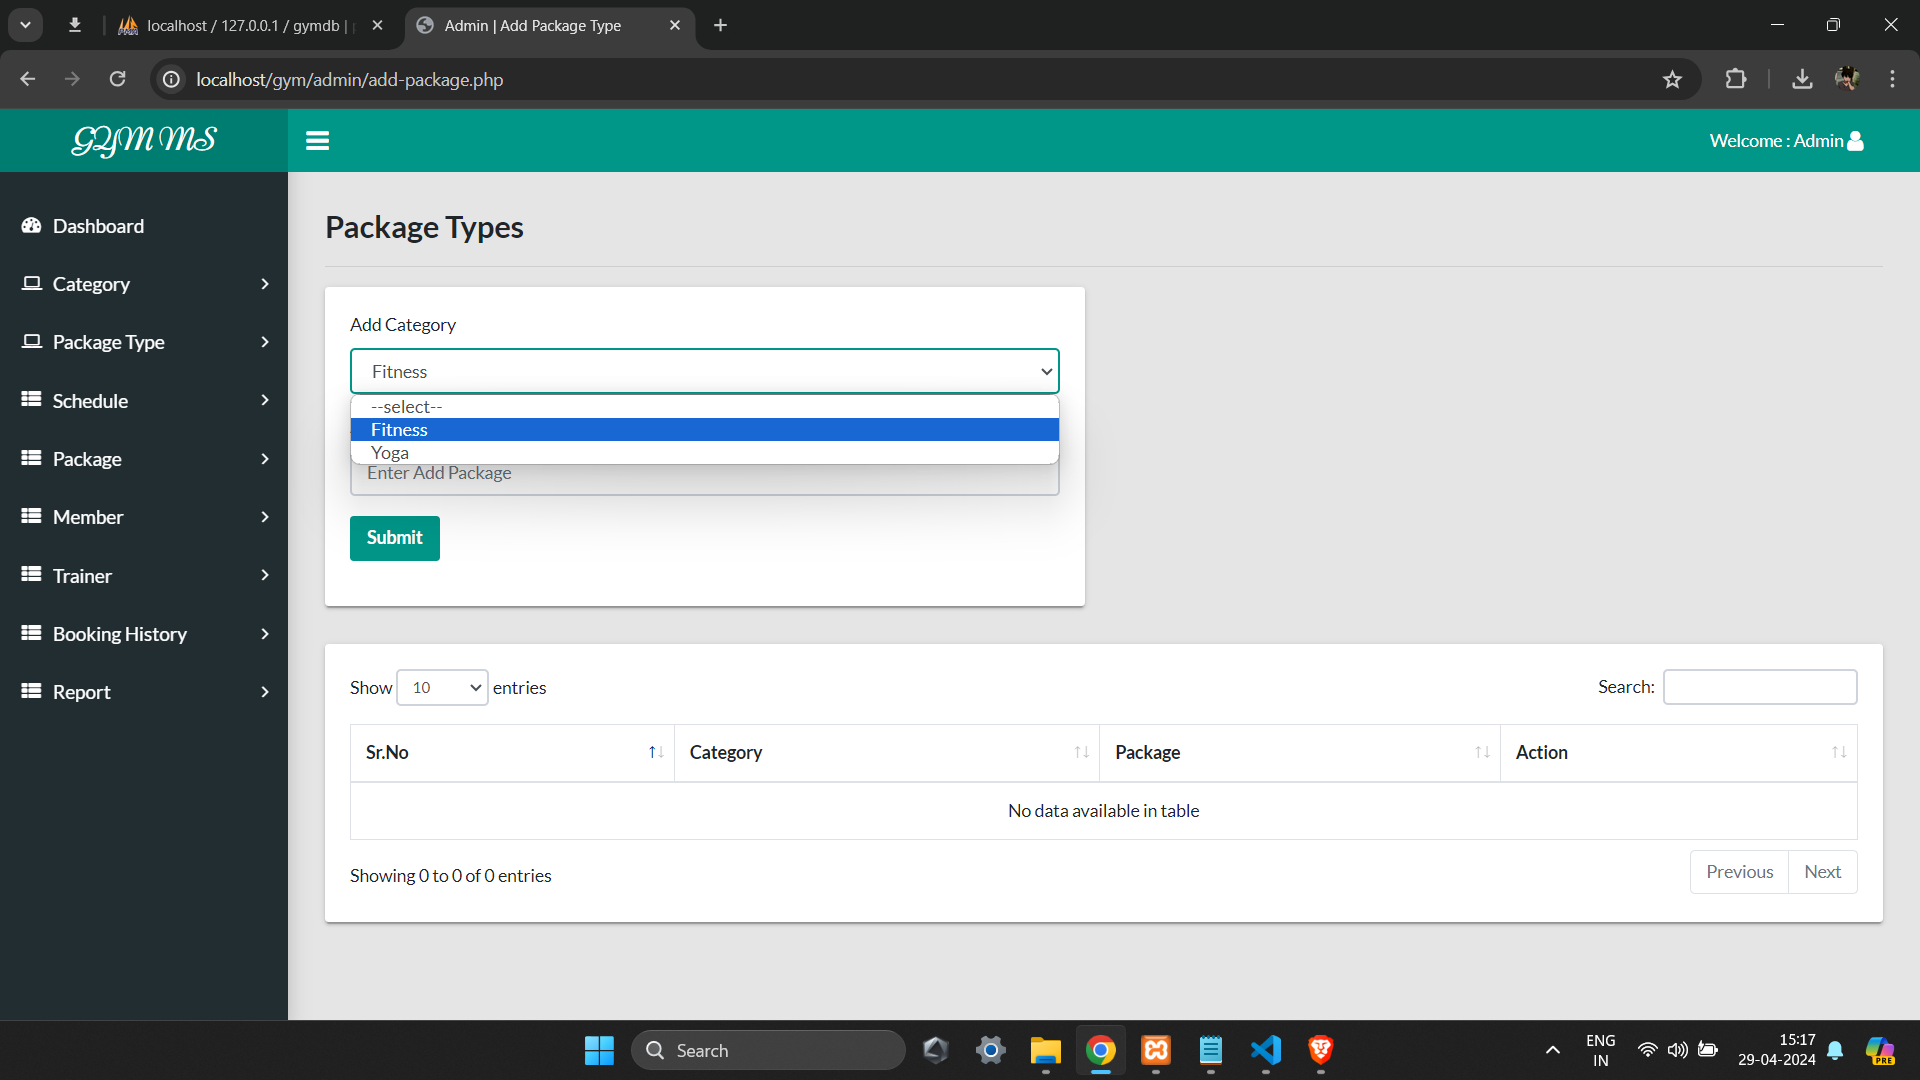 localhost / 127.0.0.1 / gymdb |
Admin | Add Package Type
localhost/gym/admin/add-package.php
GYM MS
Welcome : Admin
Dashboard
Category
Package Type
Schedule
Package
Member
Trainer
Booking History
Report
Package Types
Add Category
Fitness
--select--
Fitness
Yoga
Enter Add Package
Submit
Show 10 entries
Search:
Sr.No Category Package Action
No data available in table
Showing 0 to 0 of 0 entries
Previous Next
Search
ENG
IN
15:17
29-04-2024
PRE